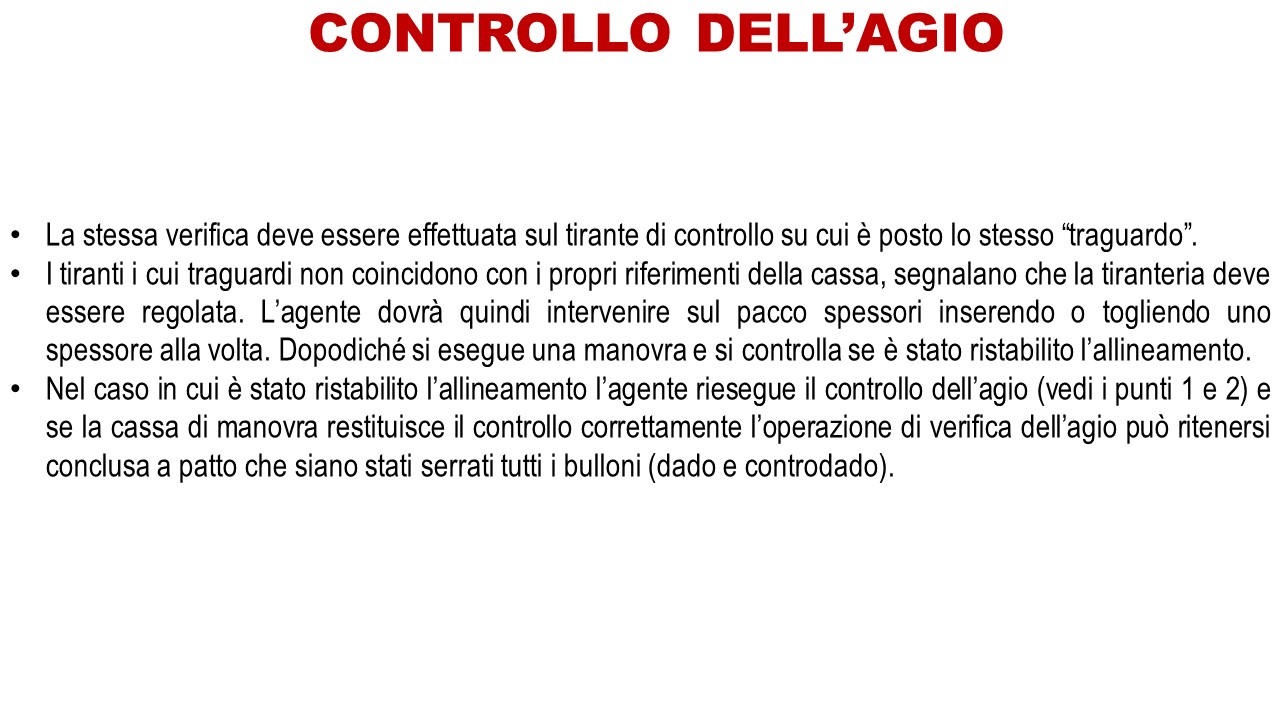 CONTROLLO DELL’AGIO
• La stessa verifica deve essere effettuata sul tirante di controllo su cui è posto lo stesso “traguardo”.
• I tiranti i cui traguardi non coincidono con i propri riferimenti della cassa, segnalano che la tiranteria deve
essere regolata. L’agente dovrà quindi intervenire sul pacco spessori inserendo o togliendo uno
spessore alla volta. Dopodiché si esegue una manovra e si controlla se è stato ristabilito l’allineamento.
• Nel caso in cui è stato ristabilito l’allineamento l’agente riesegue il controllo dell’agio (vedi i punti 1 e 2) e
se la cassa di manovra restituisce il controllo correttamente l’operazione di verifica dell’agio può ritenersi
conclusa a patto che siano stati serrati tutti i bulloni (dado e controdado).